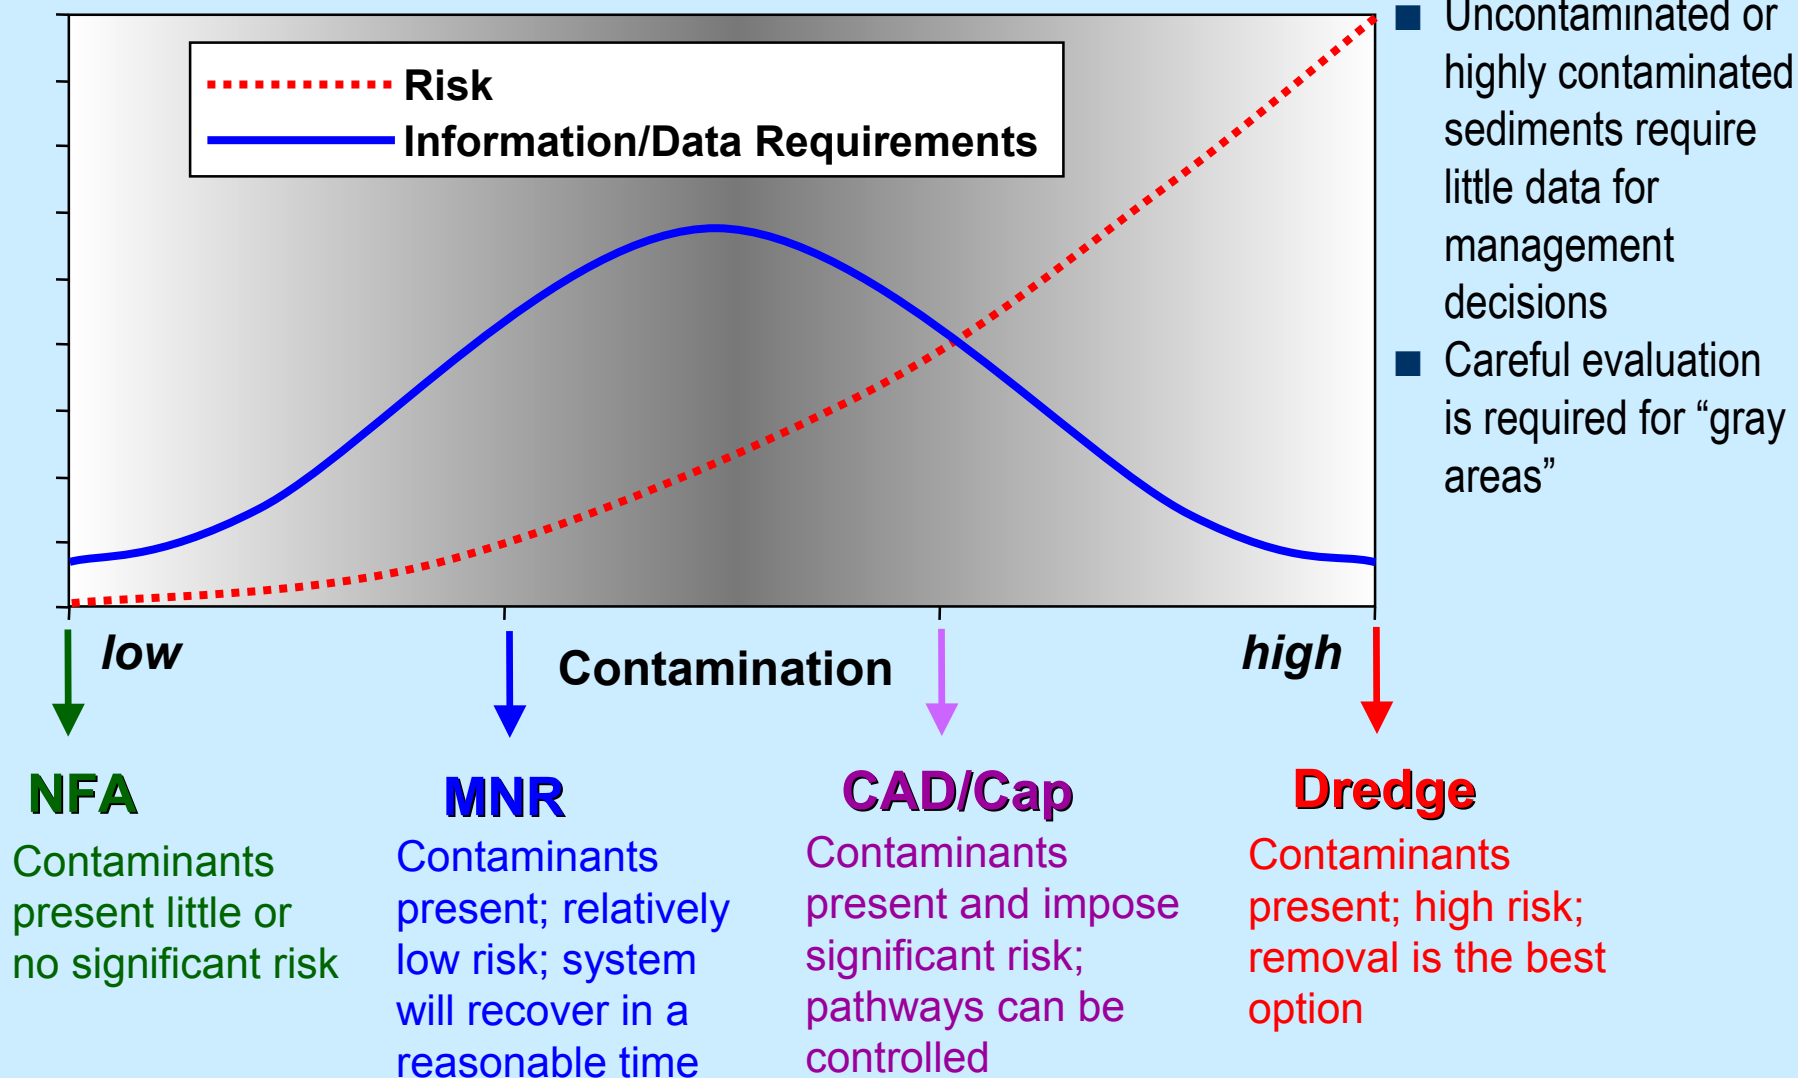 Risk
Information/Data Requirements
Uncontaminated or
highly contaminated
sediments require
little data for
management
decisions
Careful evaluation
is required for “gray
areas”
low
Contamination
high
NFA
Contaminants
present little or
no significant risk
MNR
Contaminants
present; relatively
low risk; system
will recover in a
reasonable time
CAD/Cap
Contaminants
present and impose
significant risk;
pathways can be
controlled
Dredge
Contaminants
present; high risk;
removal is the best
option